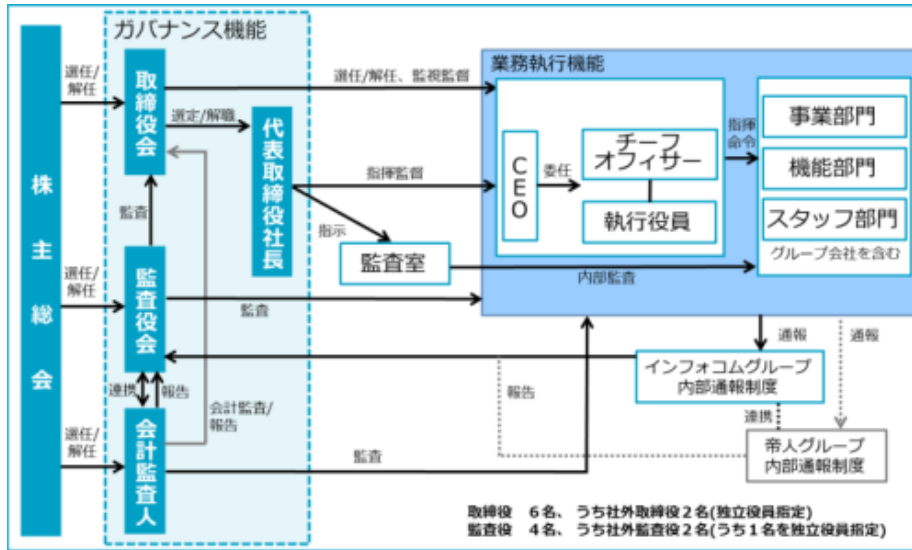 ガバナンス機能
株主総会
選任/
解任
取締役会
選任/解任、監視監督
選定/解職
代表取締役社長
監査
指揮監督
指示
監査室
業務執行機能
CEO
委任
チーフ
オフィサー
執行役員
指揮
命令
事業部門
機能部門
スタッフ部門
グループ会社を含む
内部監査
選任/
解任
監査役会
監査
連携
報告
会計監査/
報告
選任/
解任
会計監査人
監査
通報
通報
インフォコムグループ
内部通報制度
報告
連携
帝人グループ
内部通報制度
取締役 6名、 うち社外取締役2名(独立役員指定)
監査役 4名、 うち社外監査役2名(うち1名を独立役員指定)